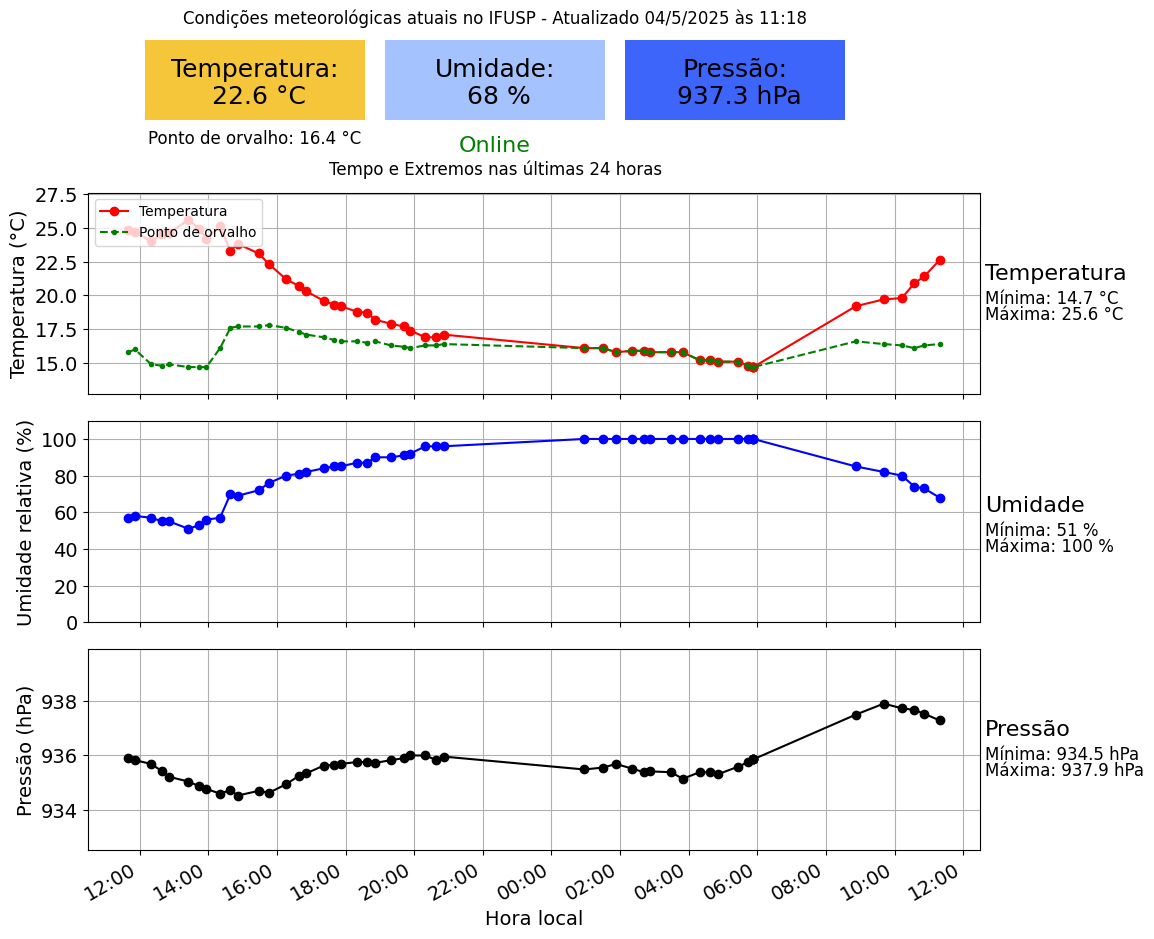 Condições meteorológicas atuais no IFUSP - Atualizado 04/5/2025 às 11:18
Temperatura:
22.6 °C
Umidade:
68 %
Pressão:
937.3 hPa
Ponto de orvalho: 16.4 °C
Online
Tempo e Extremos nas últimas 24 horas
Temperatura (°C)
27.5
25.0
22.5
20.0
17.5
15.0
Temperatura
Ponto de orvalho
Temperatura
Mínima: 14.7 °C
Máxima: 25.6 °C
Umidade relativa (%)
100
80
60
40
20
0
Umidade
Mínima: 51 %
Máxima: 100 %
Pressão (hPa)
938
936
934
Pressão
Mínima: 934.5 hPa
Máxima: 937.9 hPa
12:00 14:00 16:00 18:00 20:00 22:00 00:00 02:00 04:00 06:00 08:00 10:00 12:00
Hora local